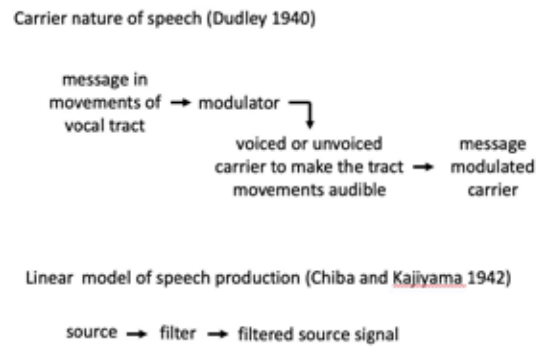 Carrier nature of speech (Dudley 1940)
message in
movements of → modulator
vocal tract
voiced or unvoiced
carrier to make the tract →
movements audible
message
modulated
carrier
Linear model of speech production (Chiba and Kajiyama 1942)
source → filter → filtered source signal